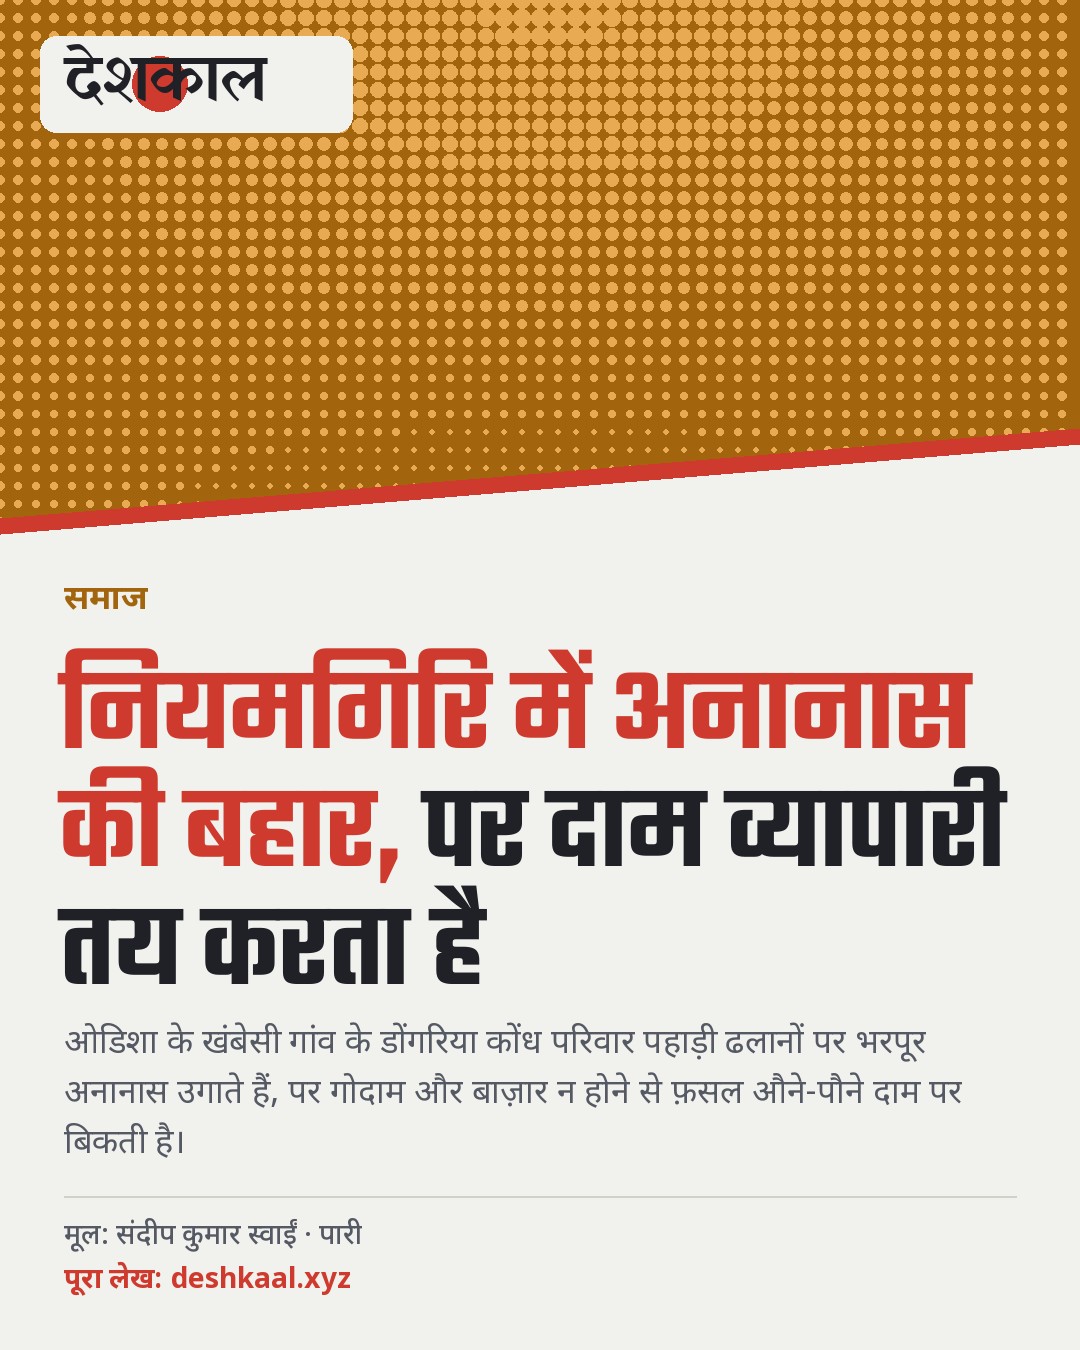 देशकाल
समाज
नियमगिरि में अनानास
की बहार, पर दाम व्यापारी
तय करता है
ओडिशा के खंबेसी गांव के डोंगरिया कोंध परिवार पहाड़ी ढलानों पर भरपूर
अनानास उगाते हैं, पर गोदाम और बाज़ार न होने से फ़सल औने-पौने दाम पर
बिकती है।
मूल: संदीप कुमार स्वाईं · पारी
पूरा लेख: deshkaal.xyz